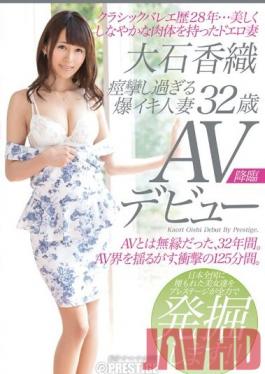 クラシックバレエ歴28年…美しく
しなやかな肉体を持ったドエロ妻
大石香織
痙攣し過ぎる
爆イキ人妻
32歳
AV
降臨
デビュー
Kaori Oishi Debut By Prestige.
AVとは無縁だった、32年間。
AV界を揺るがす衝撃の125分間。
日本全国に
埋もれた美女達を
プレステージが全力で
発掘
PRESTIGE